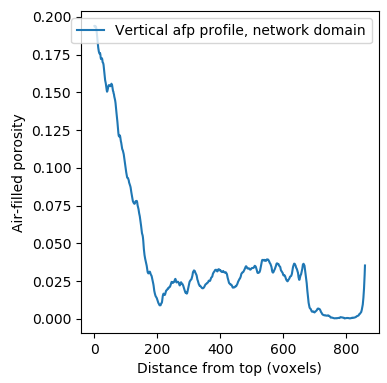 Vertical afp profile, network domain
0.200
0.175
0.150
0.125
0.100
0.075
0.050
0.025
0.000
Air-filled porosity
0 200 400 600 800
Distance from top (voxels)